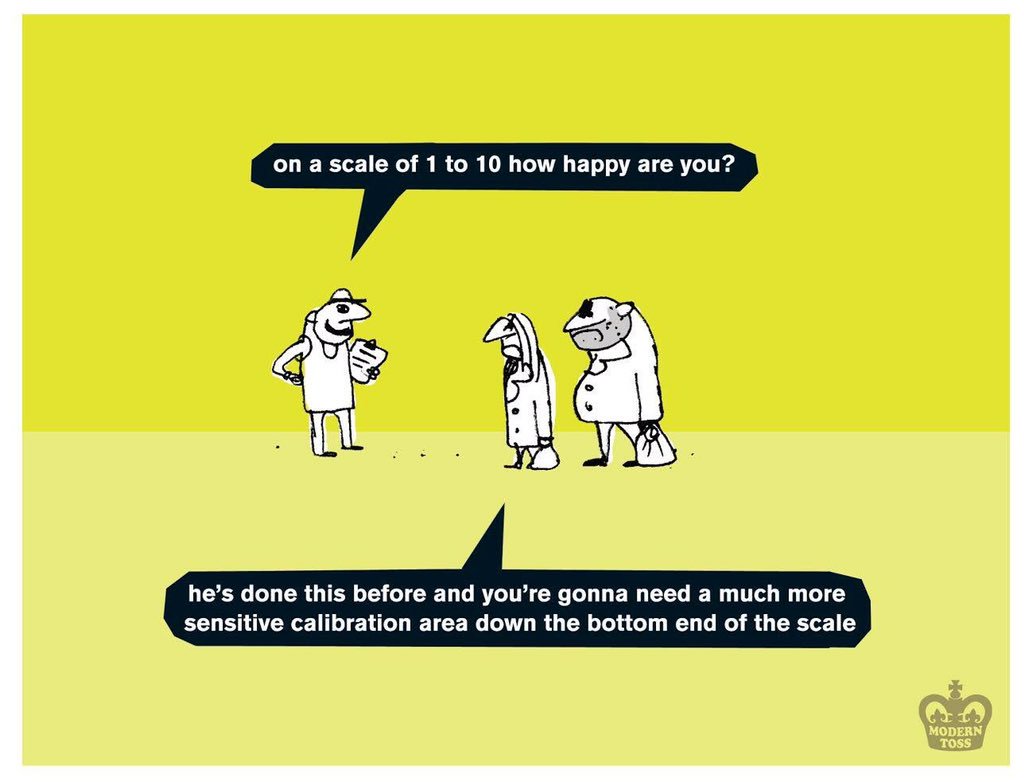 on a scale of 1 to 10 how happy are you?
he's done this before and you're gonna need a much more
sensitive calibration area down the bottom end of the scale
MODERN
TOSS